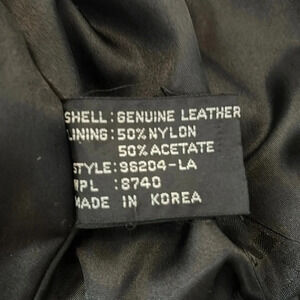 SHELL: GENUINE LEATHER
LINING: 50% NYLON
50% ACETATE
STYLE: 96204-LA
WPL : 8740
MADE IN KOREA